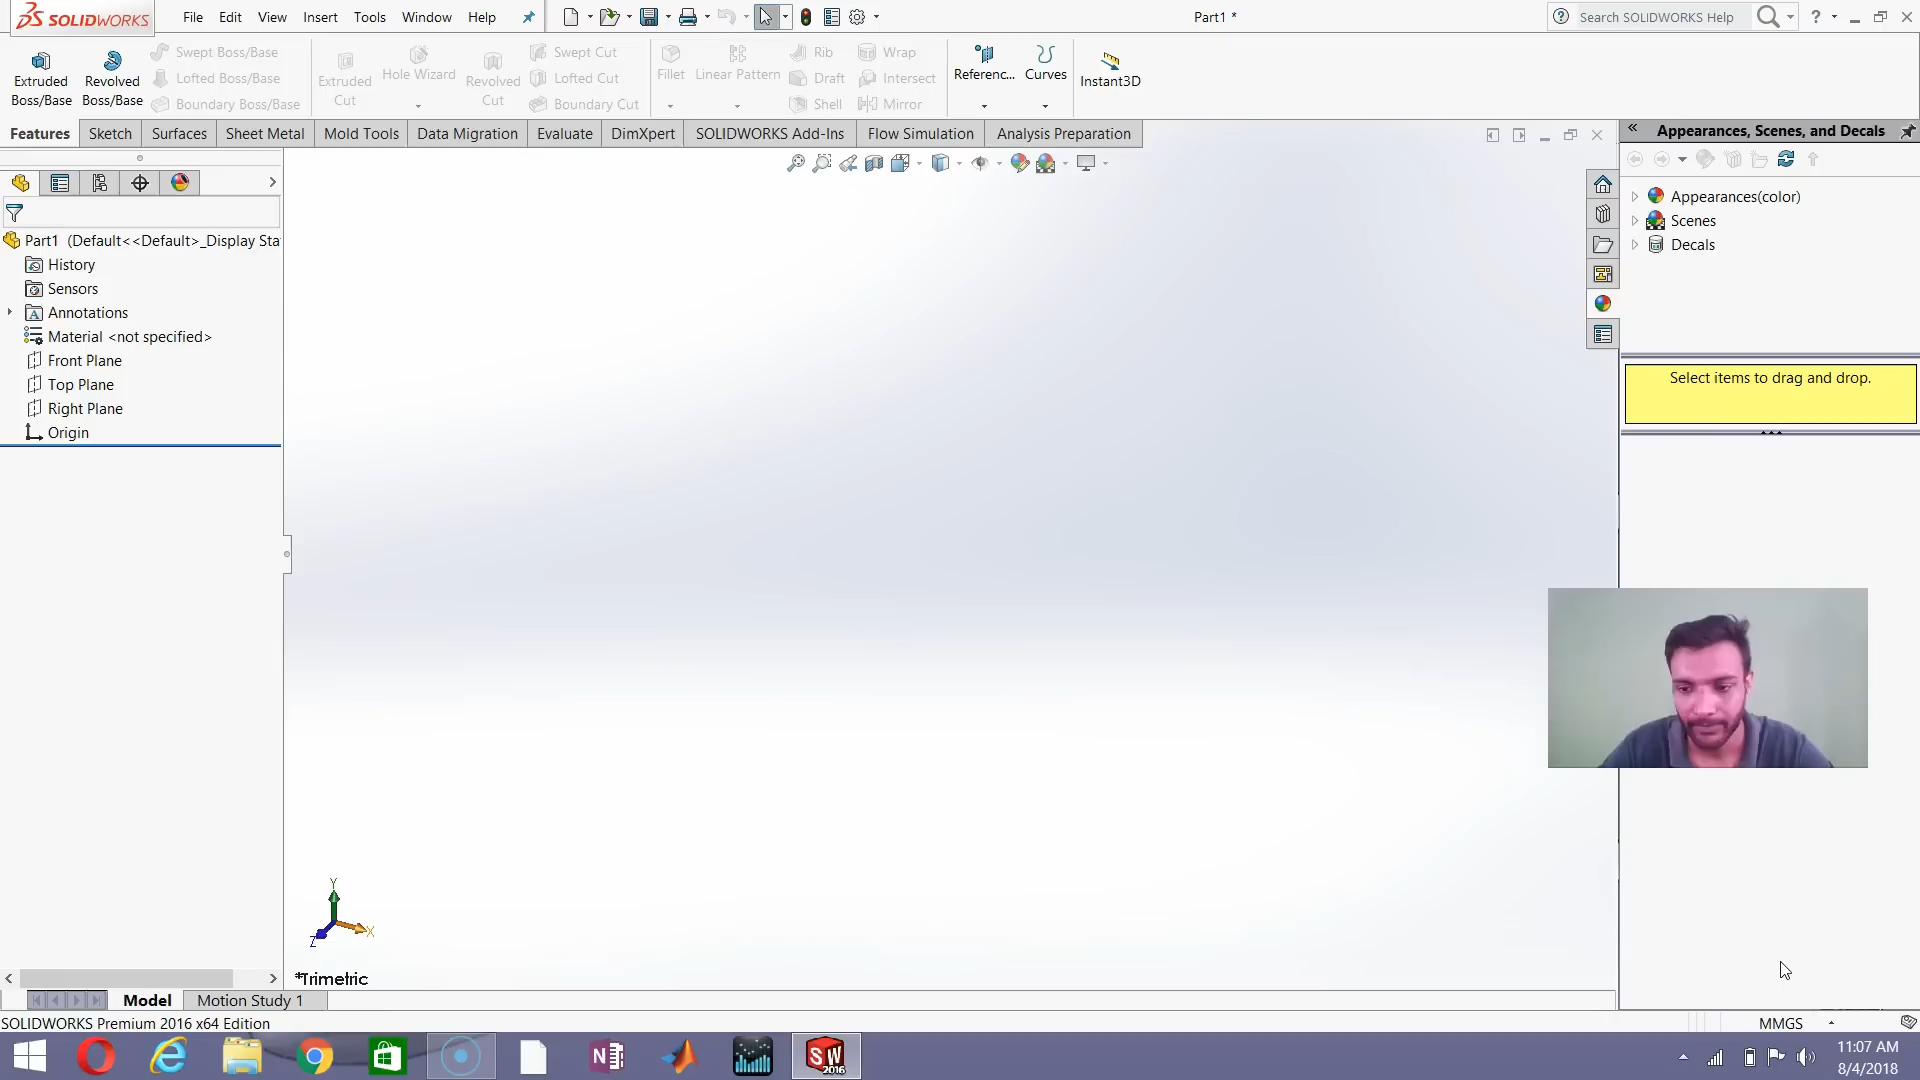 SOLIDWORKS File Edit View Insert Tools Window Help Part1 * Search SOLIDWORKS Help ?
Extruded Boss/Base
Revolved Boss/Base
Swept Boss/Base
Lofted Boss/Base
Boundary Boss/Base
Extruded Cut
Hole Wizard
Revolved Cut
Swept Cut
Lofted Cut
Boundary Cut
Fillet
Linear Pattern
Rib
Draft
Shell
Wrap
Intersect
Mirror
Referenc...
Curves
Instant3D
Features Sketch Surfaces Sheet Metal Mold Tools Data Migration Evaluate DimXpert SOLIDWORKS Add-Ins Flow Simulation Analysis Preparation
Part1 (Default<<Default>_Display Sta
History
Sensors
A Annotations
Material <not specified>
Front Plane
Top Plane
Right Plane
Origin
Appearances, Scenes, and Decals
Appearances(color)
Scenes
Decals
Select items to drag and drop.
Y
X
Z
*Trimetric
Model Motion Study 1
SOLIDWORKS Premium 2016 x64 Edition
MMGS
N
SW
2016
11:07 AM
8/4/2018